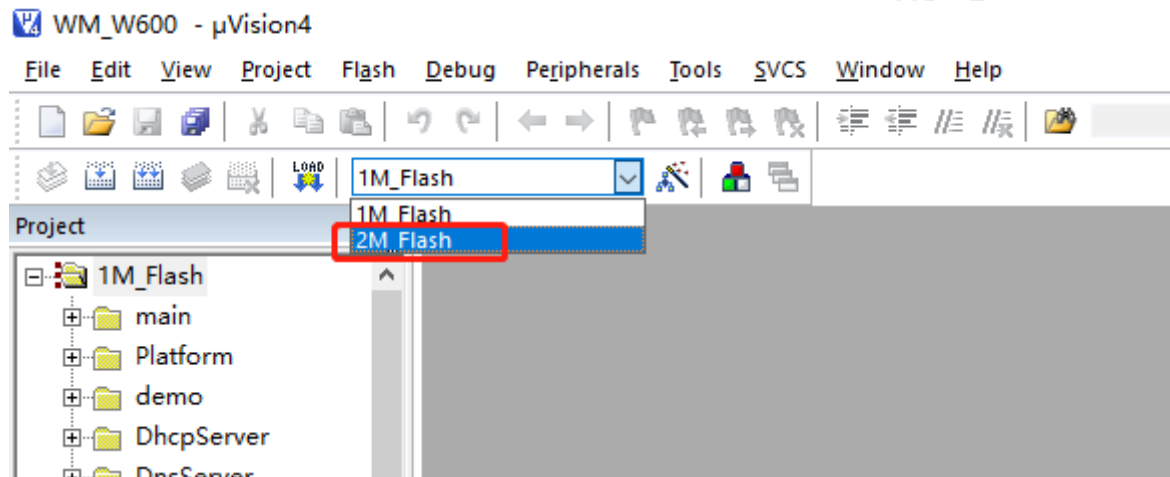 WM_W600 - µVision4
File Edit View Project Flash Debug Peripherals Tools SVCS Window Help
LOAD 1M_Flash
1M_Flash
2M_Flash
Project
1M_Flash
main
Platform
demo
DhcpServer
DnsServer